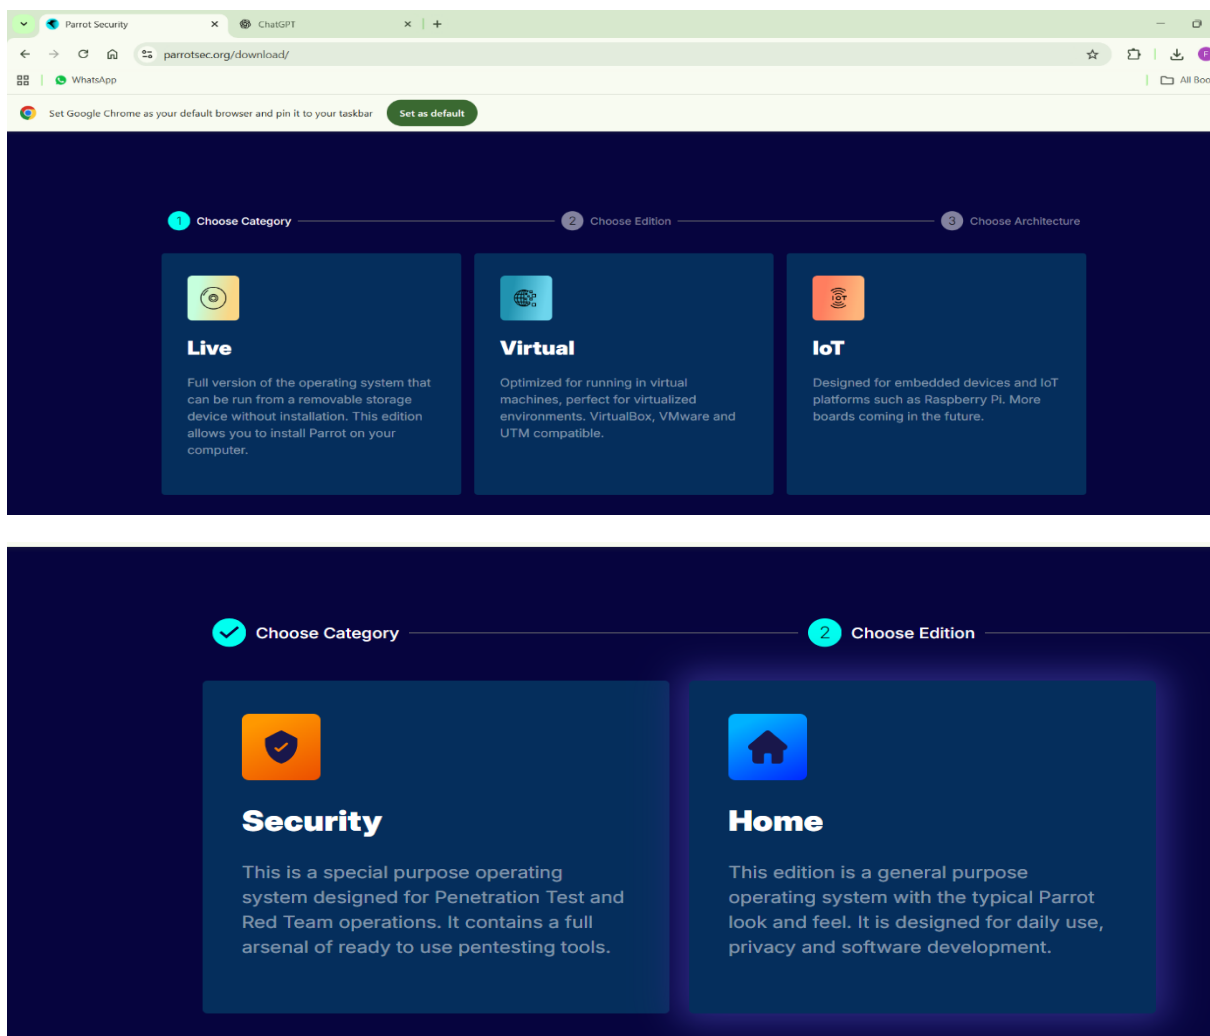 Parrot Security
ChatGPT
parrotsec.org/download/
WhatsApp
All Boo
Set Google Chrome as your default browser and pin it to your taskbar
Set as default
1 Choose Category
2 Choose Edition
3 Choose Architecture
Live
Full version of the operating system that
can be run from a removable storage
device without installation. This edition
allows you to install Parrot on your
computer.
Virtual
Optimized for running in virtual
machines, perfect for virtualized
environments. VirtualBox, VMware and
UTM compatible.
IOT
IoT
Designed for embedded devices and IoT
platforms such as Raspberry Pi. More
boards coming in the future.
Choose Category
2 Choose Edition
Security
This is a special purpose operating
system designed for Penetration Test and
Red Team operations. It contains a full
arsenal of ready to use pentesting tools.
Home
This edition is a general purpose
operating system with the typical Parrot
look and feel. It is designed for daily use,
privacy and software development.